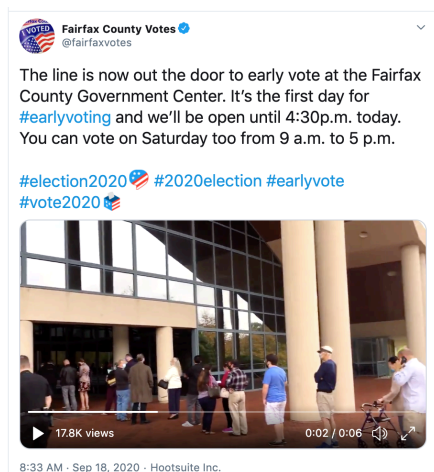 I VOTED
Fairfax County Votes
@fairfaxvotes
The line is now out the door to early vote at the Fairfax
County Government Center. It's the first day for
#earlyvoting and we'll be open until 4:30p.m. today.
You can vote on Saturday too from 9 a.m. to 5 p.m.
#election2020 #2020election #earlyvote
#vote2020
17.8K views
0:02 / 0:06
8:33 AM · Sep 18, 2020 · Hootsuite Inc.